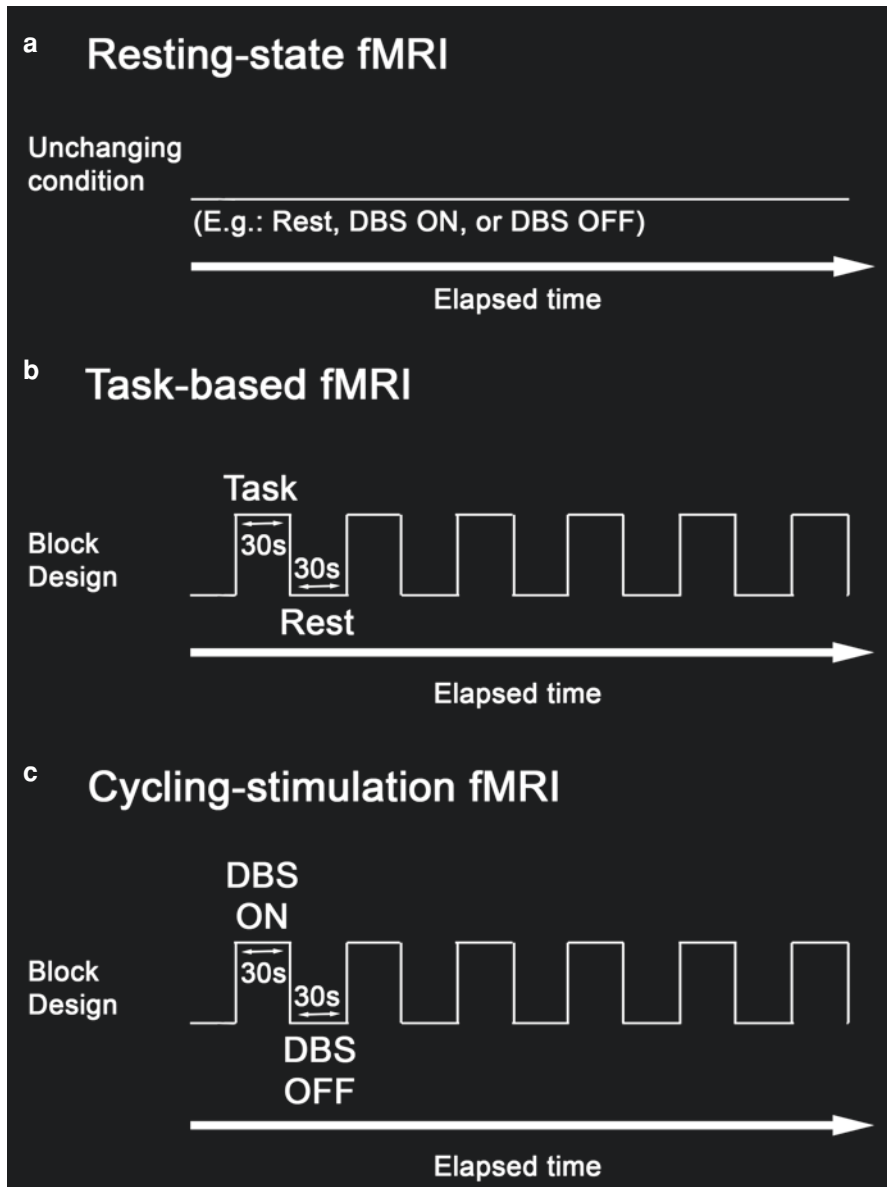 a
Resting-state fMRI
Unchanging
condition
(E.g.: Rest, DBS ON, or DBS OFF)
Elapsed time
b
Task-based fMRI
Task
30s
30s
Rest
Block
Design
Elapsed time
c
Cycling-stimulation fMRI
DBS
ON
30s
30s
DBS
OFF
Block
Design
Elapsed time